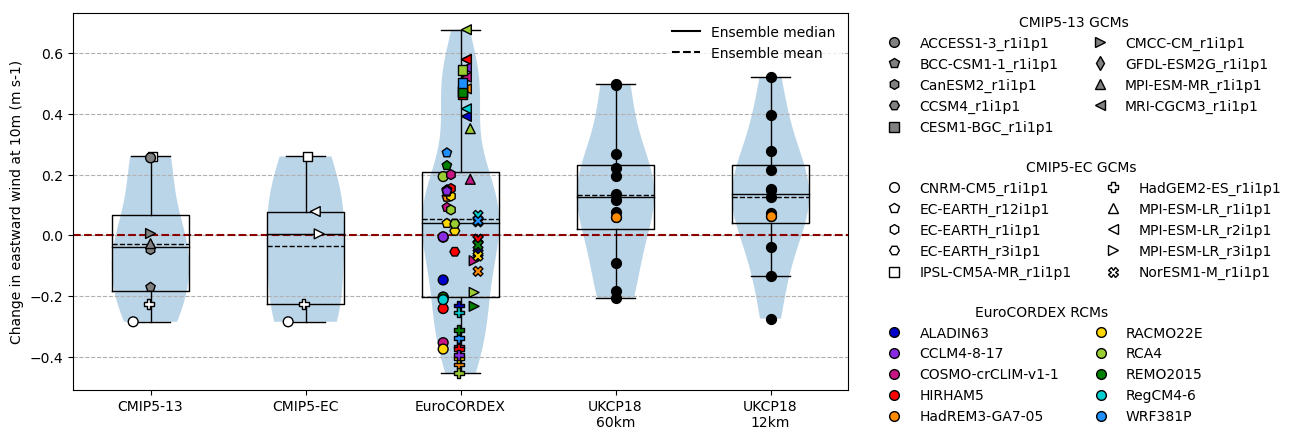 Change in eastward wind at 10m (m s-1)
0.6
0.4
0.2
0.0
−0.2
−0.4
Ensemble median
Ensemble mean
CMIP5-13
CMIP5-EC
EuroCORDEX
UKCP18
60km
UKCP18
12km
CMIP5-13 GCMs
ACCESS1-3_r1i1p1
BCC-CSM1-1_r1i1p1
CanESM2_r1i1p1
CCSM4_r1i1p1
CESM1-BGC_r1i1p1
CMCC-CM_r1i1p1
GFDL-ESM2G_r1i1p1
MPI-ESM-MR_r1i1p1
MRI-CGCM3_r1i1p1
CMIP5-EC GCMs
CNRM-CM5_r1i1p1
EC-EARTH_r12i1p1
EC-EARTH_r1i1p1
EC-EARTH_r3i1p1
IPSL-CM5A-MR_r1i1p1
HadGEM2-ES_r1i1p1
MPI-ESM-LR_r1i1p1
MPI-ESM-LR_r2i1p1
MPI-ESM-LR_r3i1p1
NorESM1-M_r1i1p1
EuroCORDEX RCMs
ALADIN63
CCLM4-8-17
COSMO-crCLIM-v1-1
HIRHAM5
HadREM3-GA7-05
RACMO22E
RCA4
REMO2015
RegCM4-6
WRF381P